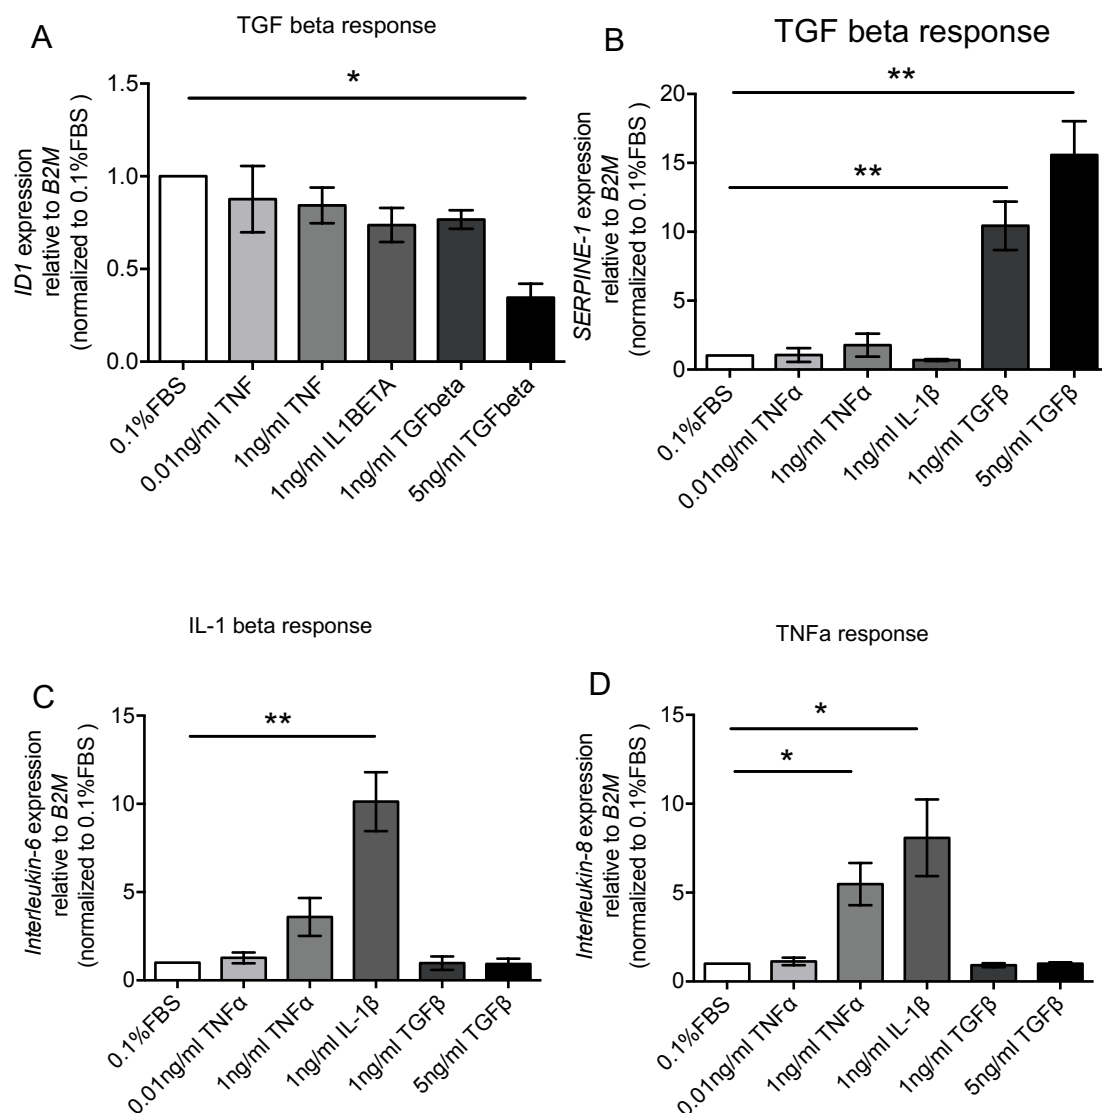 A
TGF beta response
*
ID1 expression
relative to B2M
(normalized to 0.1%FBS )
1.5
1.0
0.5
0.0
0.1%FBS
0.01ng/ml TNF
1ng/ml TNF
1ng/ml IL1BETA
1ng/ml TGFbeta
5ng/ml TGFbeta
B
TGF beta response
**
**
SERPINE-1 expression
relative to B2M
(normalized to 0.1%FBS )
20
15
10
5
0
0.1%FBS
0.01ng/ml TNFα
1ng/ml TNFα
1ng/ml IL-1β
1ng/ml TGFβ
5ng/ml TGFβ
IL-1 beta response
C
**
Interleukin-6 expression
relative to B2M
(normalized to 0.1%FBS )
15
10
5
0
0.1%FBS
0.01ng/ml TNFα
1ng/ml TNFα
1ng/ml IL-1β
1ng/ml TGFβ
5ng/ml TGFβ
TNFa response
D
*
*
Interleukin-8 expression
relative to B2M
(normalized to 0.1%FBS )
15
10
5
0
0.1%FBS
0.01ng/ml TNFα
1ng/ml TNFα
1ng/ml IL-1β
1ng/ml TGFβ
5ng/ml TGFβ